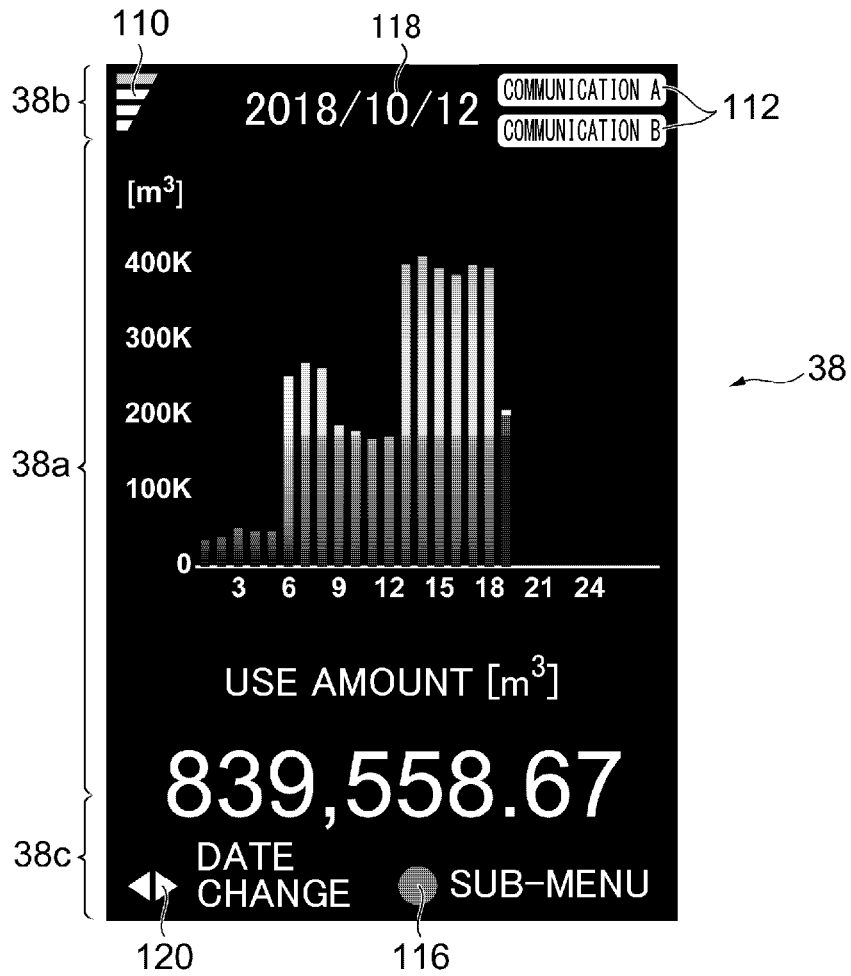 110 118
38b
2018/10/12
COMMUNICATION A
COMMUNICATION B
112
[m³]
400K
300K
200K
100K
0
3 6 9 12 15 18 21 24
38
38a
USE AMOUNT [m³]
839,558.67
38c
DATE
CHANGE
SUB-MENU
120 116